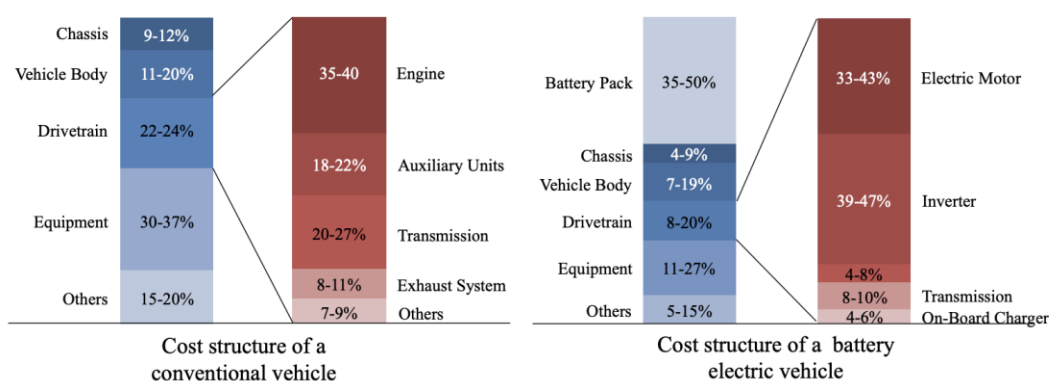 Chassis 9-12%
Vehicle Body 11-20%
Drivetrain 22-24%
Equipment 30-37%
Others 15-20%
35-40 Engine
18-22% Auxiliary Units
20-27% Transmission
8-11% Exhaust System
7-9% Others
Cost structure of a
conventional vehicle
Battery Pack 35-50%
Chassis 4-9%
Vehicle Body 7-19%
Drivetrain 8-20%
Equipment 11-27%
Others 5-15%
33-43% Electric Motor
39-47% Inverter
4-8%
8-10% Transmission
4-6% On-Board Charger
Cost structure of a battery
electric vehicle